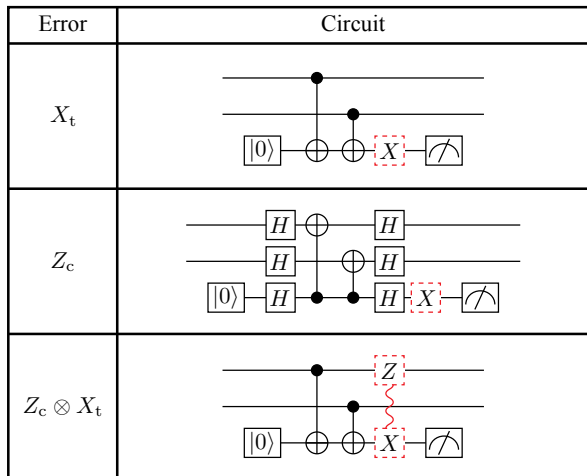 Error Circuit
X_t
|0⟩ X
Z_c
H H
H H
|0⟩ H H X
Z_c ⊗ X_t
Z
|0⟩ X